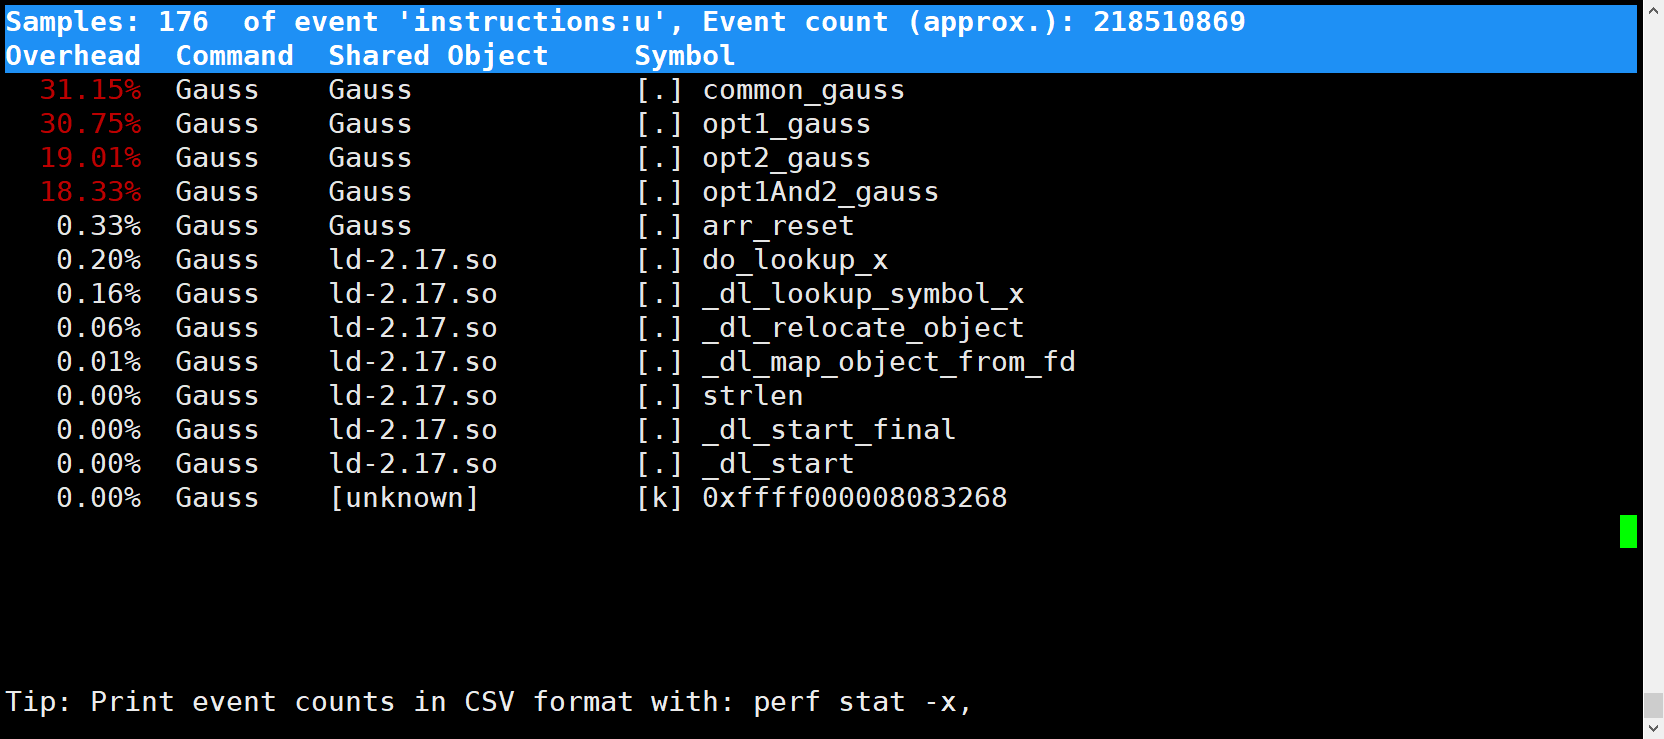 Samples: 176  of event 'instructions:u', Event count (approx.): 218510869
Overhead  Command  Shared Object     Symbol
  31.15%  Gauss    Gauss             [.] common_gauss
  30.75%  Gauss    Gauss             [.] opt1_gauss
  19.01%  Gauss    Gauss             [.] opt2_gauss
  18.33%  Gauss    Gauss             [.] opt1And2_gauss
   0.33%  Gauss    Gauss             [.] arr_reset
   0.20%  Gauss    ld-2.17.so        [.] do_lookup_x
   0.16%  Gauss    ld-2.17.so        [.] _dl_lookup_symbol_x
   0.06%  Gauss    ld-2.17.so        [.] _dl_relocate_object
   0.01%  Gauss    ld-2.17.so        [.] _dl_map_object_from_fd
   0.00%  Gauss    ld-2.17.so        [.] strlen
   0.00%  Gauss    ld-2.17.so        [.] _dl_start_final
   0.00%  Gauss    ld-2.17.so        [.] _dl_start
   0.00%  Gauss    [unknown]         [k] 0xffff000008083268
Tip: Print event counts in CSV format with: perf stat -x,